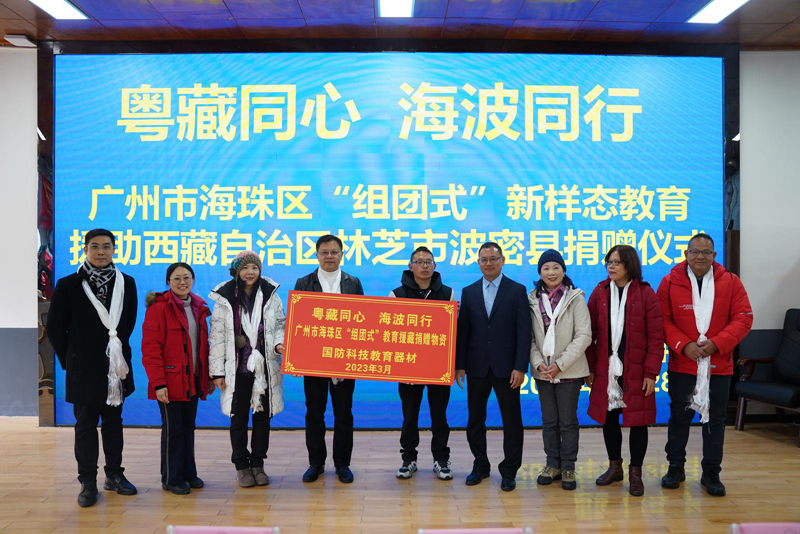 粤藏同心 海波同行
广州市海珠区“组团式”新样态教育
援助西藏自治区林芝市波密县捐赠仪式
粤藏同心 海波同行
广州市海珠区“组团式”教育援藏捐赠物资
国防科技教育器材
2023年3月